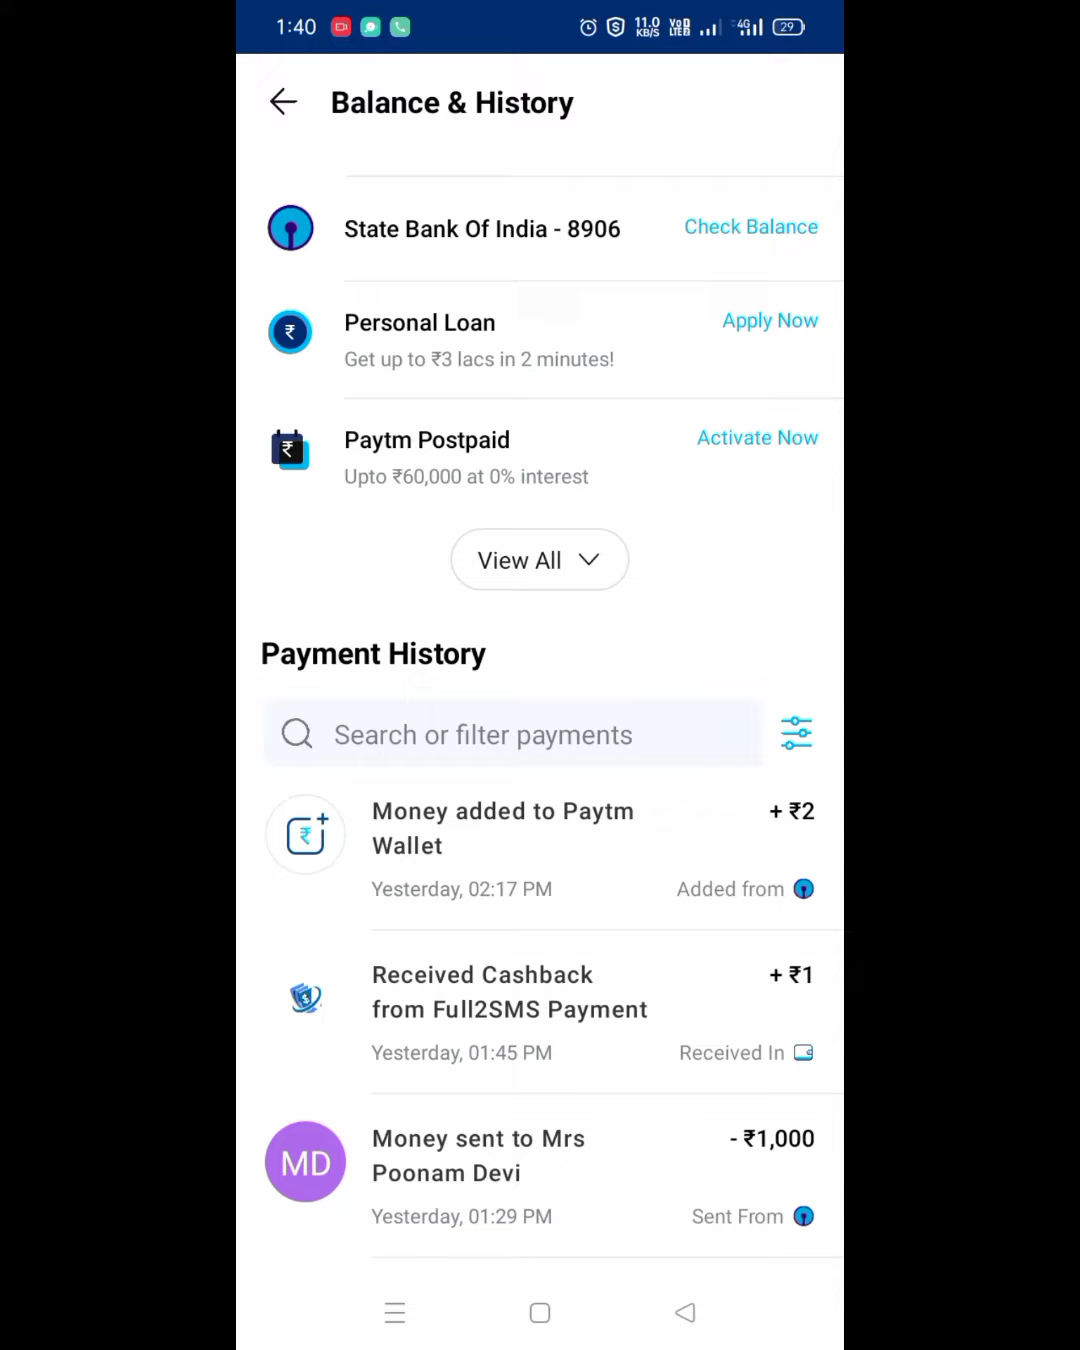 1:40
11.0
KB/S
Vo
LTE
4G
29
Balance & History
State Bank Of India - 8906
Check Balance
Personal Loan
Apply Now
Get up to ₹3 lacs in 2 minutes!
Paytm Postpaid
Activate Now
Upto ₹60,000 at 0% interest
View All
Payment History
Search or filter payments
Money added to Paytm
+ ₹2
Wallet
Yesterday, 02:17 PM
Added from
Received Cashback
+ ₹1
from Full2SMS Payment
Yesterday, 01:45 PM
Received In
MD
Money sent to Mrs
- ₹1,000
Poonam Devi
Yesterday, 01:29 PM
Sent From